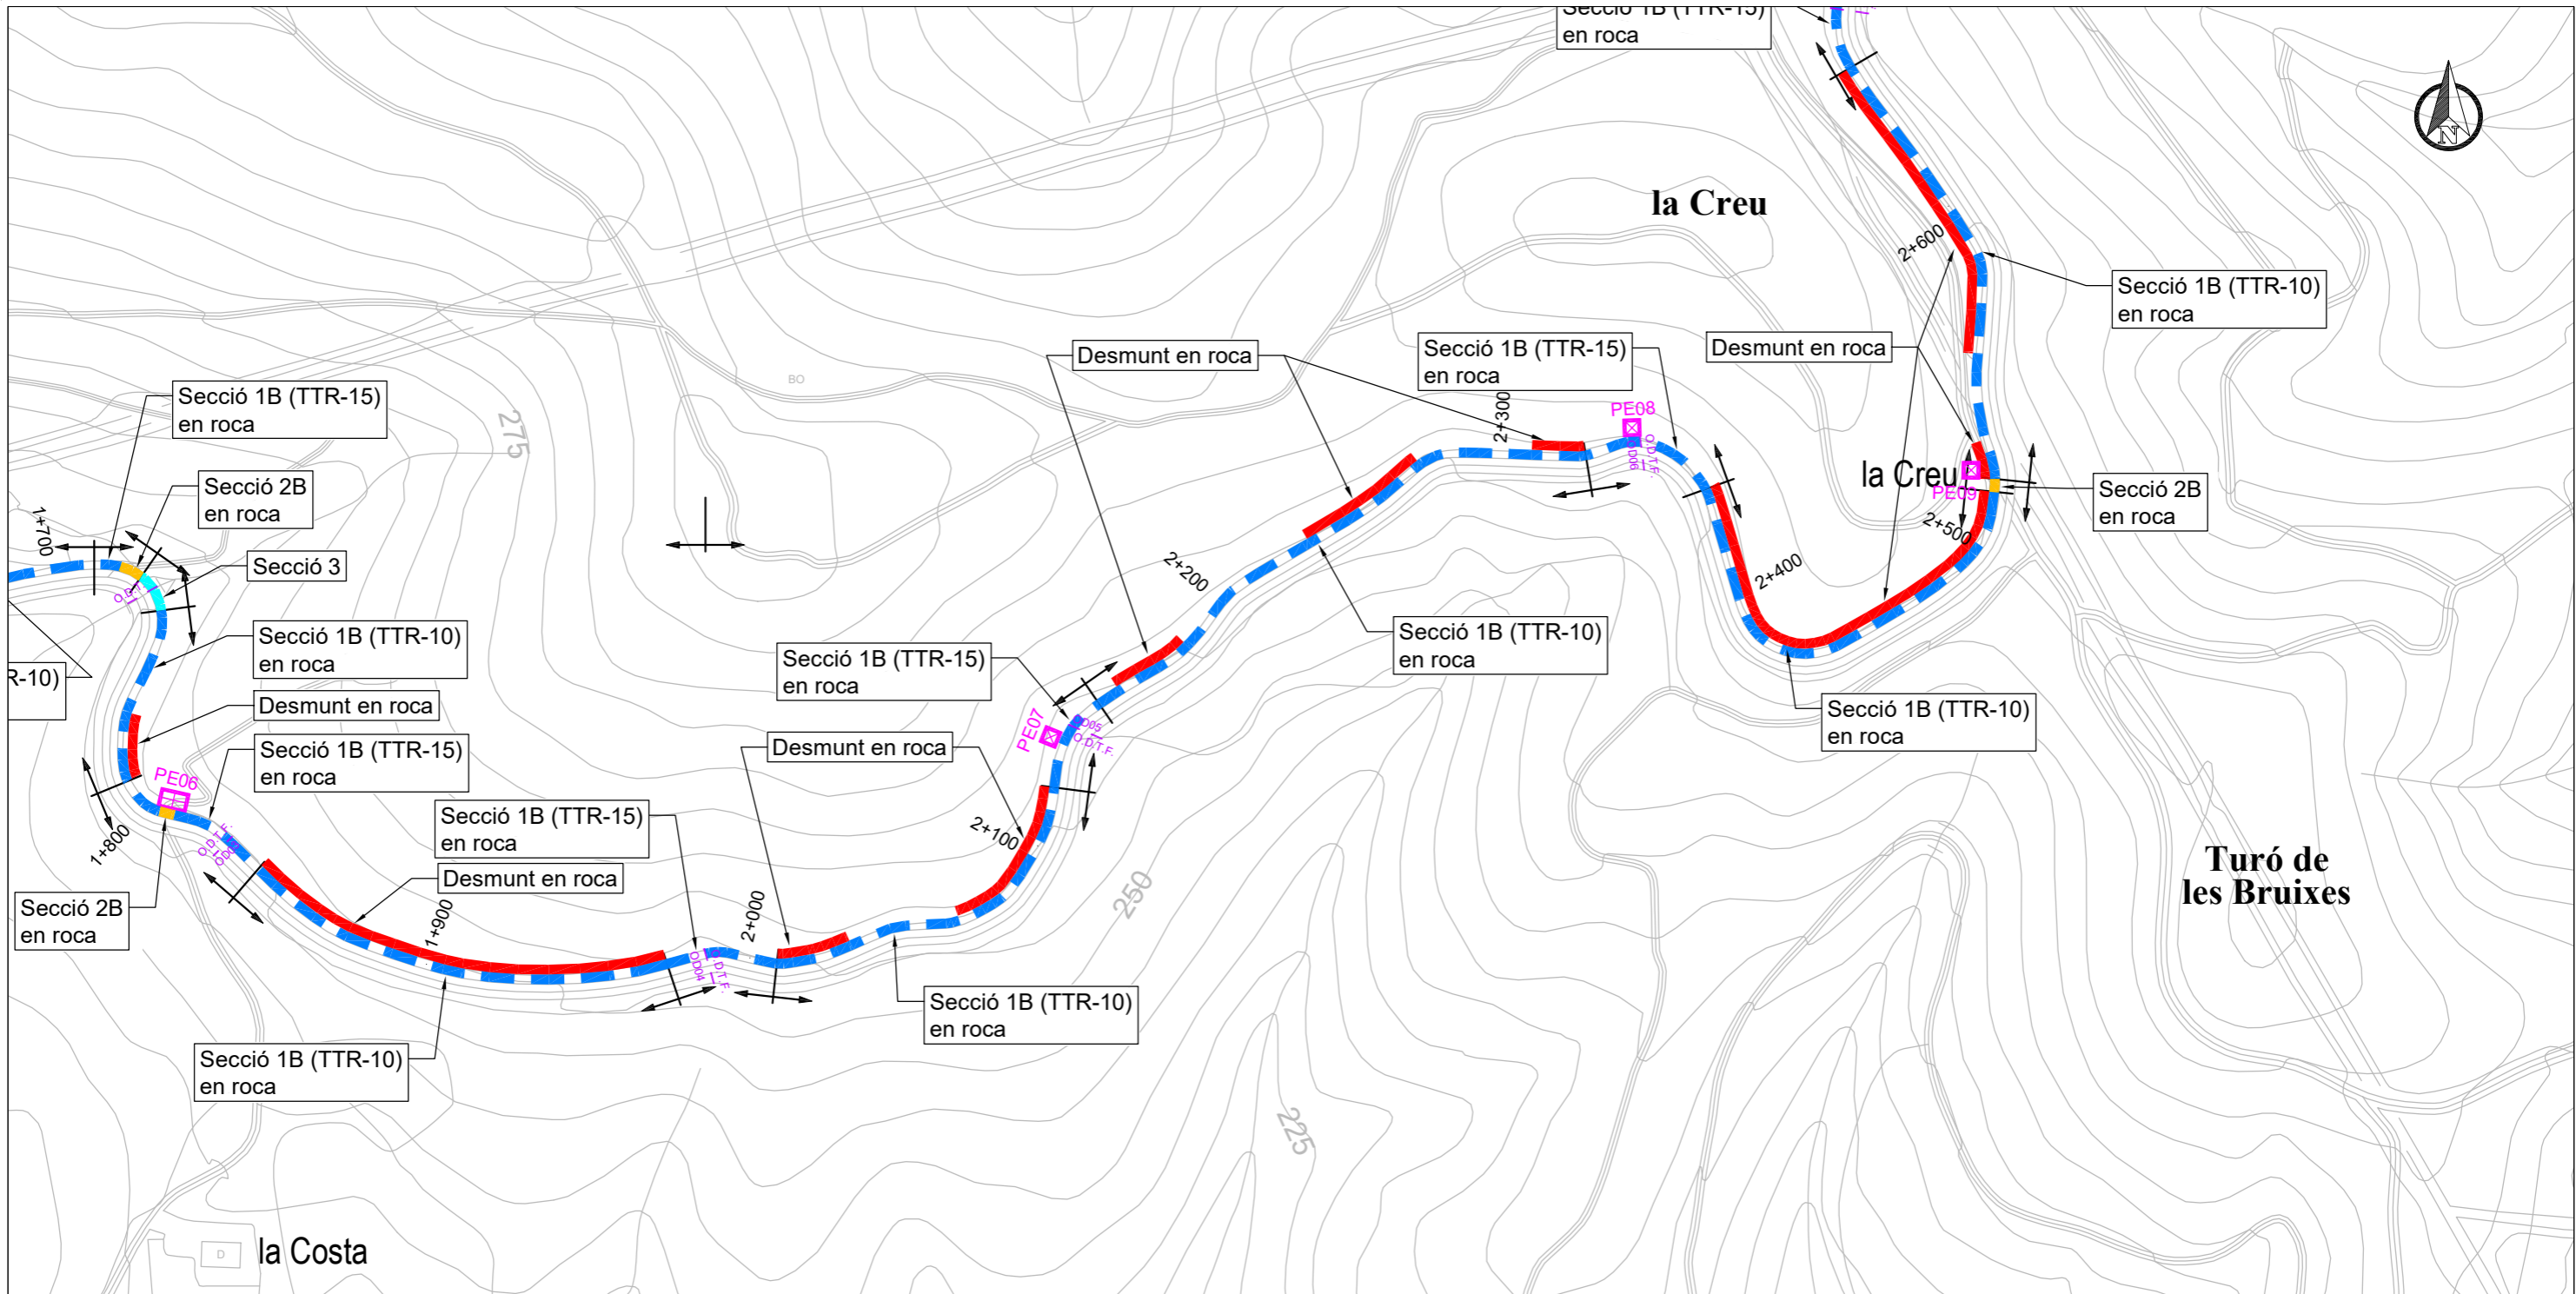 Secció 1B (TTR-15)
en roca
N
la Creu
2+600
Secció 1B (TTR-10)
en roca
Desmunt en roca
Secció 1B (TTR-15)
en roca
Desmunt en roca
BO
Secció 1B (TTR-15)
en roca
275
2+300
PE08
O.D.T.F.
OD06
la Creu
PE09
Secció 2B
en roca
Secció 2B
en roca
1+700
2+500
Secció 3
2+400
2+200
Secció 1B (TTR-10)
en roca
Secció 1B (TTR-10)
en roca
Secció 1B (TTR-15)
en roca
R-10)
Desmunt en roca
Secció 1B (TTR-10)
en roca
PE07
OD05
O.D.T.F.
Desmunt en roca
Secció 1B (TTR-15)
en roca
PE06
Secció 1B (TTR-15)
en roca
2+100
1+800
O.D.T.F.
Turó de
les Bruixes
Desmunt en roca
250
Secció 2B
en roca
1+900
2+000
OD04
O.D.T.F.
Secció 1B (TTR-10)
en roca
Secció 1B (TTR-10)
en roca
225
D
la Costa